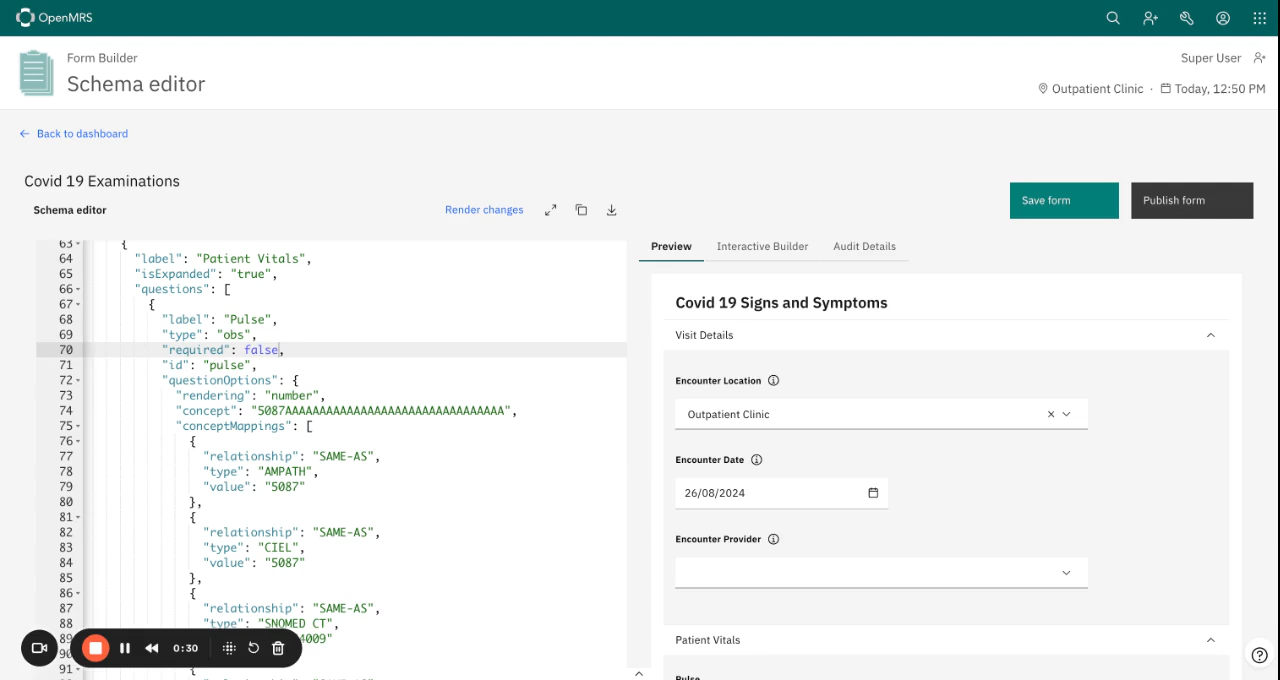 OpenMRS
Form Builder
Schema editor
Super User
Outpatient Clinic · Today, 12:50 PM
Back to dashboard
Covid 19 Examinations
Schema editor
Render changes
Save form
Publish form
63 {
64 "label": "Patient Vitals",
65 "isExpanded": "true",
66 "questions": [
67 {
68 "label": "Pulse",
69 "type": "obs",
70 "required": false,
71 "id": "pulse",
72 "questionOptions": {
73 "rendering": "number",
74 "concept": "5087AAAAAAAAAAAAAAAAAAAAAAAAAAAAAAAA",
75 "conceptMappings": [
76 {
77 "relationship": "SAME-AS",
78 "type": "AMPATH",
79 "value": "5087"
80 },
81 {
82 "relationship": "SAME-AS",
83 "type": "CIEL",
84 "value": "5087"
85 },
86 {
87 "relationship": "SAME-AS",
88 "type": "SNOMED CT",
89 4009"
90
91 {
0:30
Preview
Interactive Builder
Audit Details
Covid 19 Signs and Symptoms
Visit Details
Encounter Location
Outpatient Clinic
Encounter Date
26/08/2024
Encounter Provider
Patient Vitals
Pulse